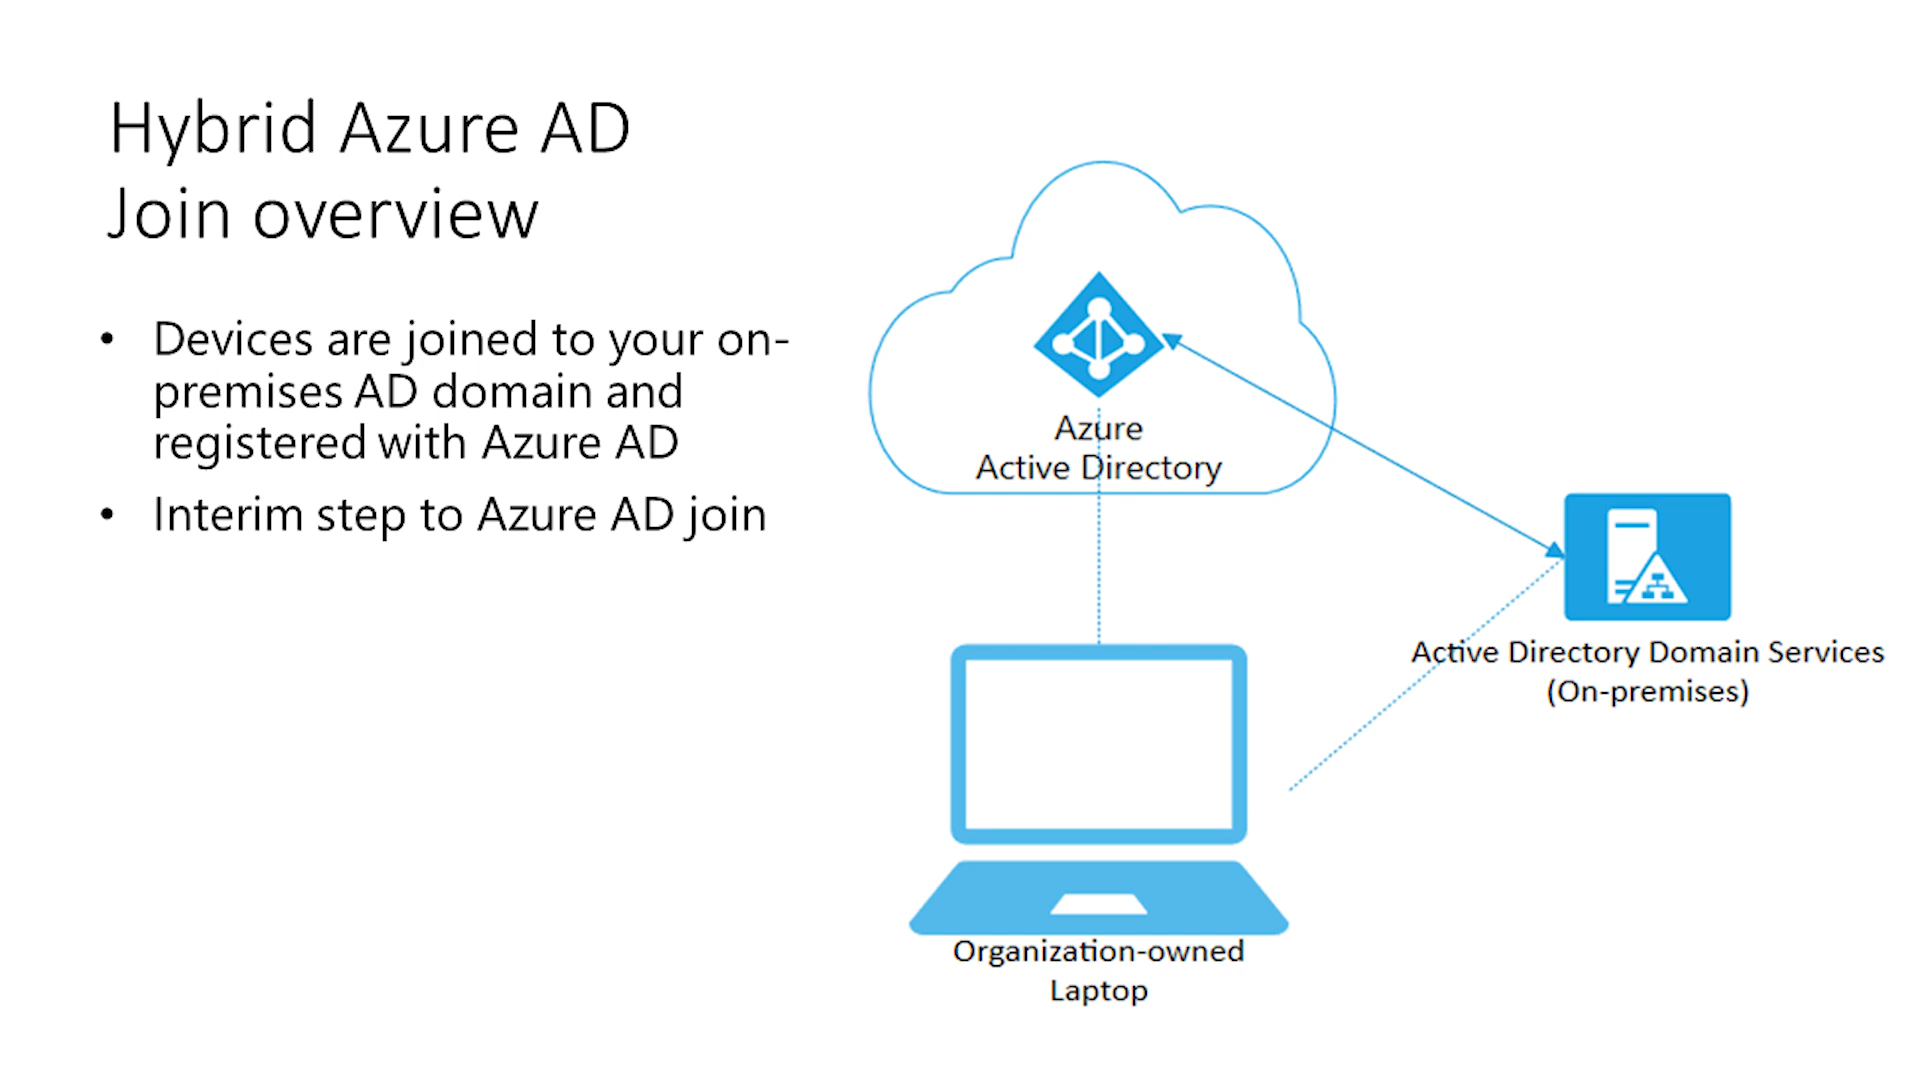 Hybrid Azure AD
Join overview
• Devices are joined to your on-
premises AD domain and
registered with Azure AD
• Interim step to Azure AD join
Azure
Active Directory
Active Directory Domain Services
(On-premises)
Organization-owned
Laptop